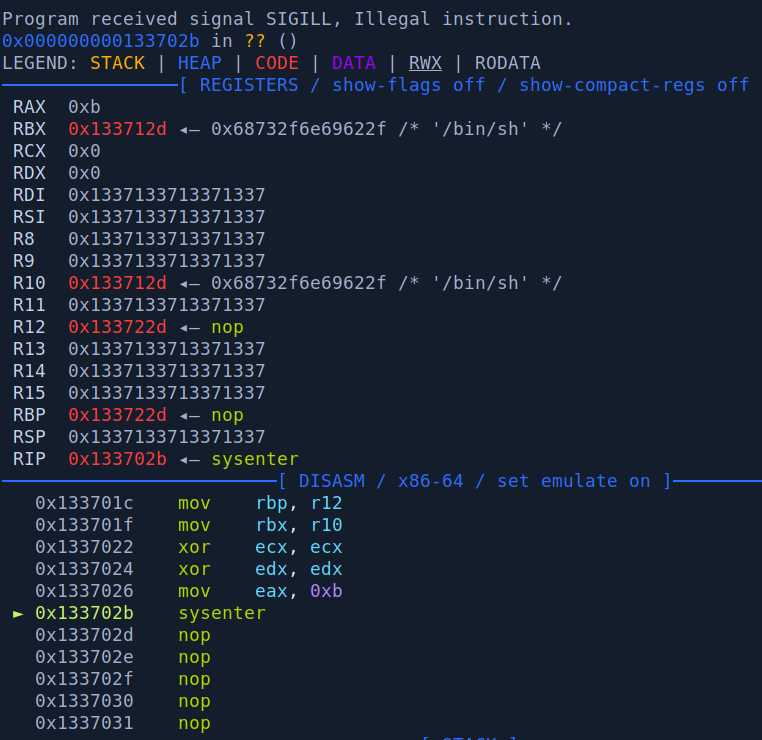 Program received signal SIGILL, Illegal instruction.
0x000000000133702b in ?? ()
LEGEND: STACK | HEAP | CODE | DATA | RWX | RODATA
[ REGISTERS / show-flags off / show-compact-regs off
RAX 0xb
RBX 0x133712d ◂— 0x68732f6e69622f /* '/bin/sh' */
RCX 0x0
RDX 0x0
RDI 0x1337133713371337
RSI 0x1337133713371337
R8 0x1337133713371337
R9 0x1337133713371337
R10 0x133712d ◂— 0x68732f6e69622f /* '/bin/sh' */
R11 0x1337133713371337
R12 0x133722d ◂— nop
R13 0x1337133713371337
R14 0x1337133713371337
R15 0x1337133713371337
RBP 0x133722d ◂— nop
RSP 0x1337133713371337
RIP 0x133702b ◂— sysenter
[ DISASM / x86-64 / set emulate on ]
0x133701c mov rbp, r12
0x133701f mov rbx, r10
0x1337022 xor ecx, ecx
0x1337024 xor edx, edx
0x1337026 mov eax, 0xb
► 0x133702b sysenter
0x133702d nop
0x133702e nop
0x133702f nop
0x1337030 nop
0x1337031 nop
[ STACK ]